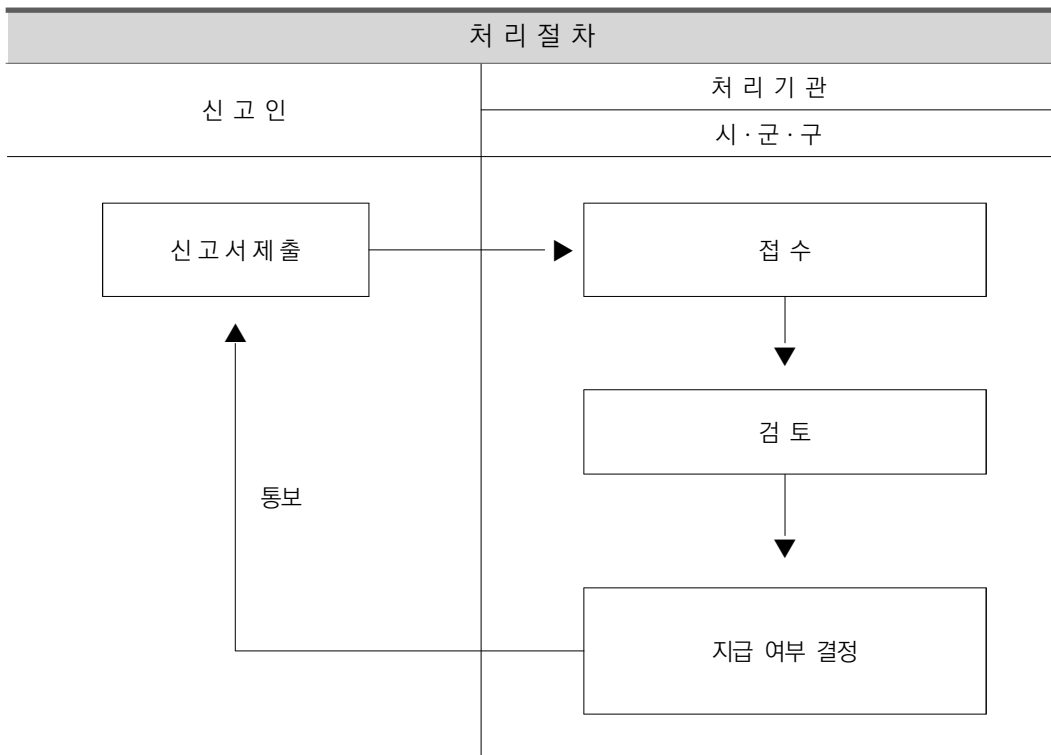 처 리 절 차
신 고 인
처 리 기 관
시 · 군 · 구
신 고 서 제 출
접 수
검 토
통보
지급 여부 결정